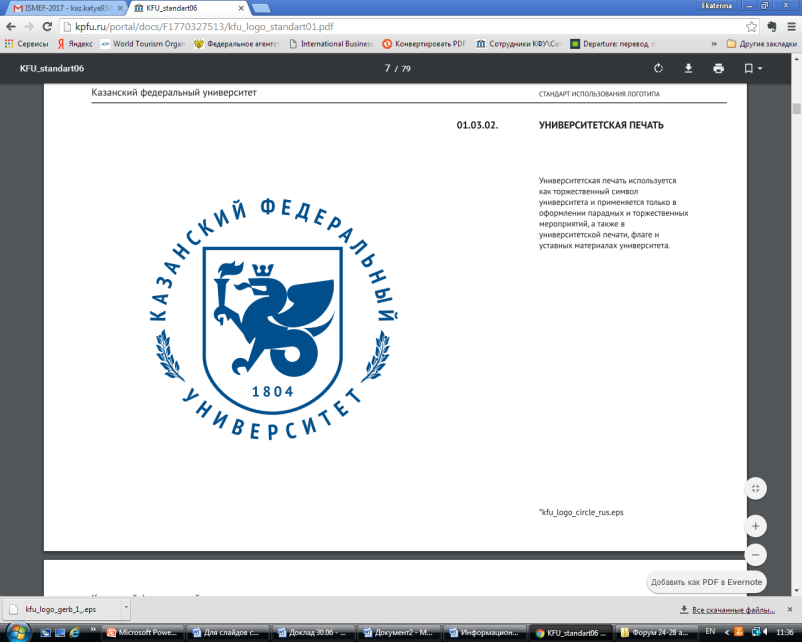 ISMEF-2017 - kaz.katya93
KFU_standart06
Ekaterina
kpfu.ru/portal/docs/F1770327513/kfu_logo_standart01.pdf
Сервисы
Яндекс
World Tourism Organ
Федеральное агентс
International Business
Конвертировать PDF
Сотрудники КФУ\Со
Departure: перевод,
»
Другие закладки
KFU_standart06
7 / 79
Казанский федеральный университет
СТАНДАРТ ИСПОЛЬЗОВАНИЯ ЛОГОТИПА
01.03.02.
УНИВЕРСИТЕТСКАЯ ПЕЧАТЬ
Университетская печать используется
как торжественный символ
университета и применяется только в
оформлении парадных и торжественных
мероприятий, а также в
университетской печати, флаге и
уставных материалах университета.
КАЗАНСКИЙ ФЕДЕРАЛЬНЫЙ
УНИВЕРСИТЕТ
1804
*kfu_logo_circle_rus.eps
Добавить как PDF в Evernote
kfu_logo_gerb_1_.eps
Все скачанные файлы...
Microsoft Powe...
Для слайдов с...
Доклад 30.06 - ...
Документ2 - M...
Информацион...
KFU_standart06 ...
Форум 24-28 а...
EN
11:36